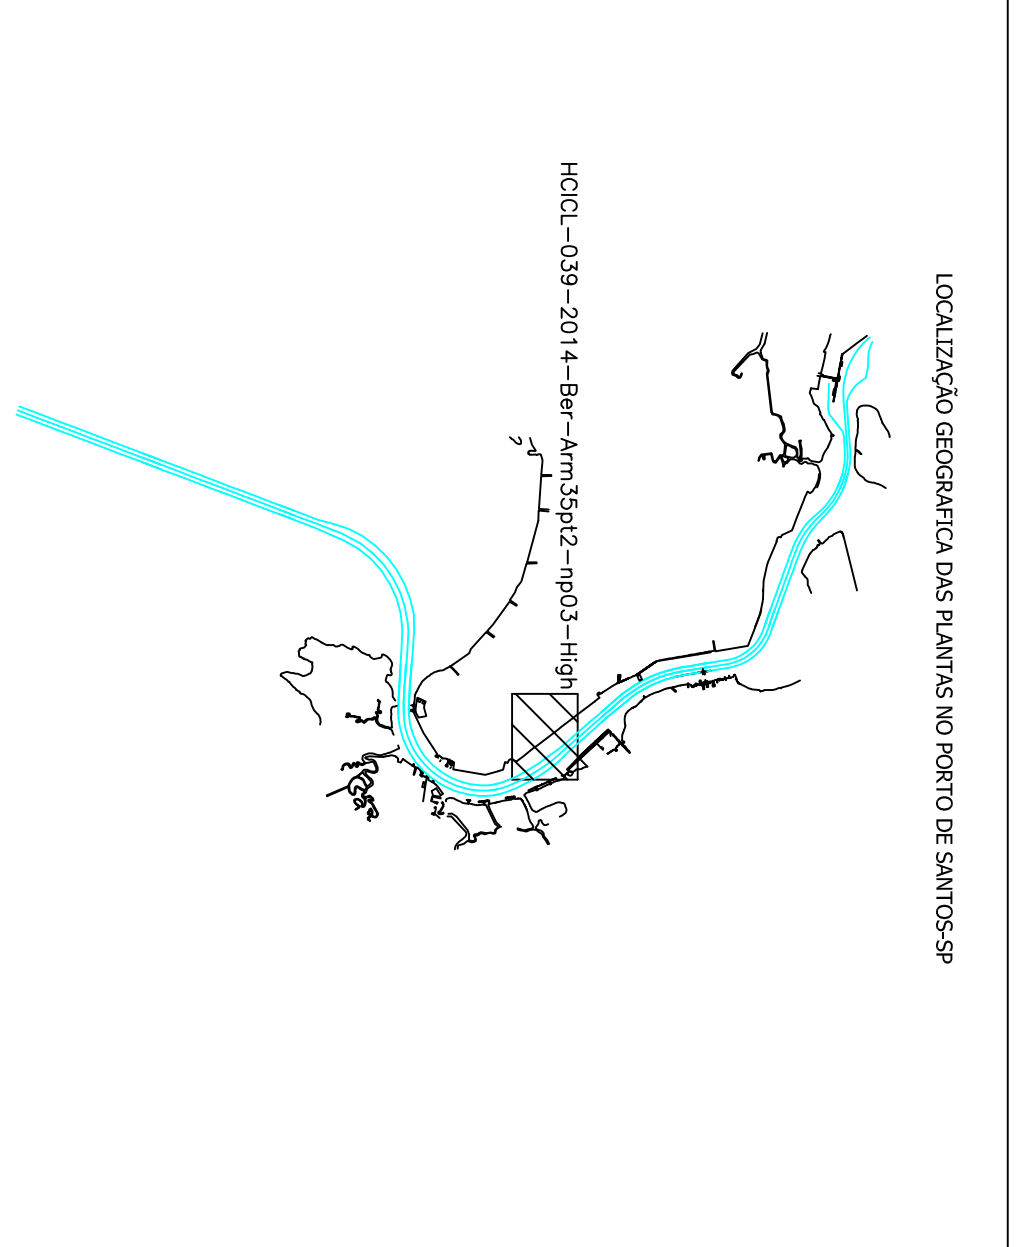 LOCALIZAÇÃO GEOGRAFICA DAS PLANTAS NO PORTO DE SANTOS-SP
HCICL-039-2014-Ber-Arm35pt2-np03-High